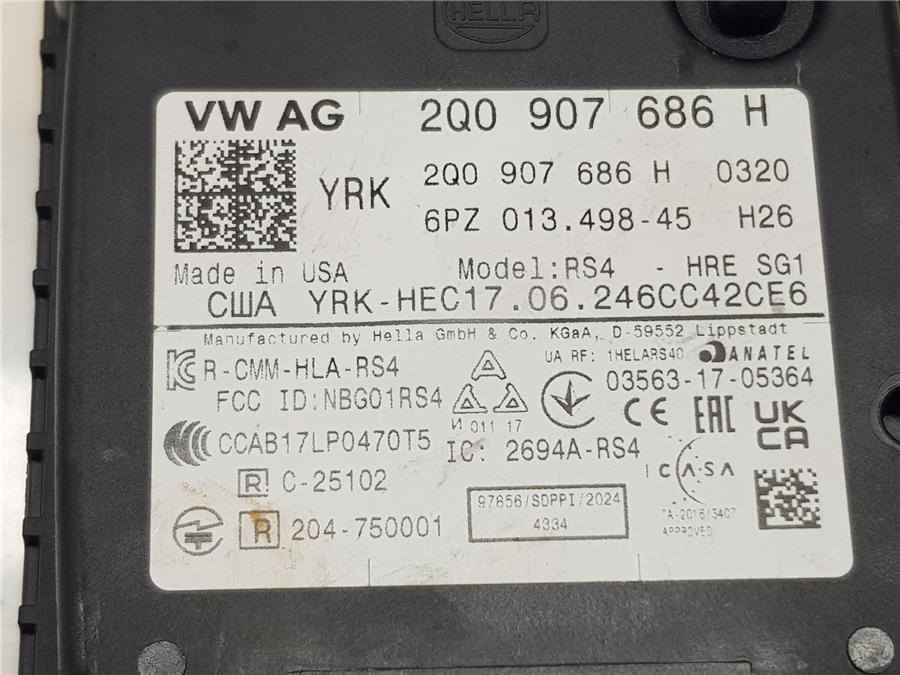 HELLA
VW AG 2Q0 907 686 H
YRK 2Q0 907 686 H 0320
6PZ 013.498-45 H26
Made in USA Model:RS4 - HRE SG1
США YRK-HEC17.06.246CC42CE6
Manufactured by Hella GmbH & Co. KGaA, D-59552 Lippstadt
R-CMM-HLA-RS4 UA RF: 1HELARS40 ANATEL
FCC ID:NBG01RS4 И 011 17 03563-17-05364
CE EAC UK CA
CCAB17LP0470T5 IC: 2694A-RS4
R C-25102 ICASA
97856/SDPPI/2024
4334
TA-2016/3407
APPROVED
R 204-750001